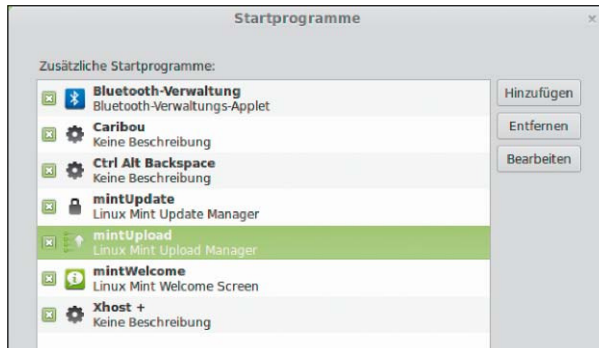 Startprogramme
Zusätzliche Startprogramme:
Bluetooth-Verwaltung
Bluetooth-Verwaltungs-Applet
Caribou
Keine Beschreibung
Ctrl Alt Backspace
Keine Beschreibung
mintUpdate
Linux Mint Update Manager
mintUpload
Linux Mint Upload Manager
mintWelcome
Linux Mint Welcome Screen
Xhost +
Keine Beschreibung
Hinzufügen
Entfernen
Bearbeiten